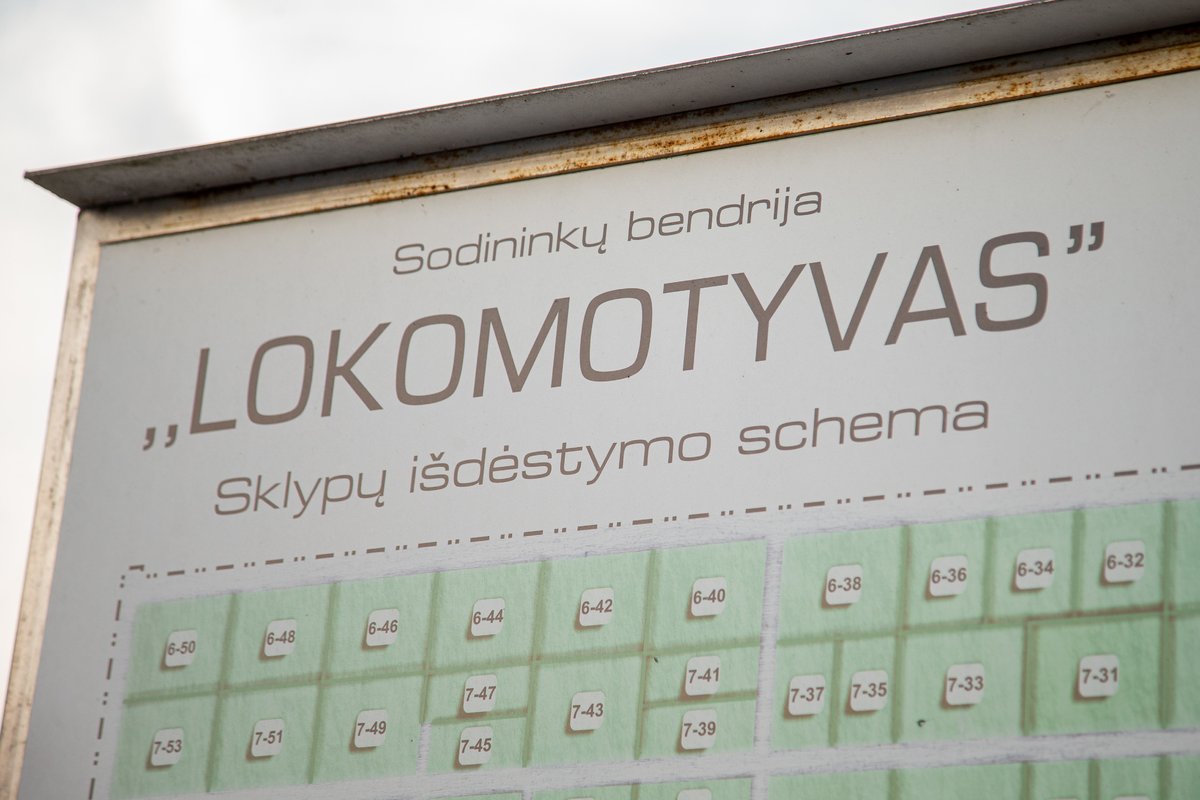 Sodininkų bendrija
„LOKOMOTYVAS”
Sklypų išdėstymo schema
6-50 6-48 6-46 6-44 6-42 6-40 6-38 6-36 6-34 6-32
7-53 7-51 7-49 7-47 7-43 7-41 7-37 7-35 7-33 7-31
7-45 7-39